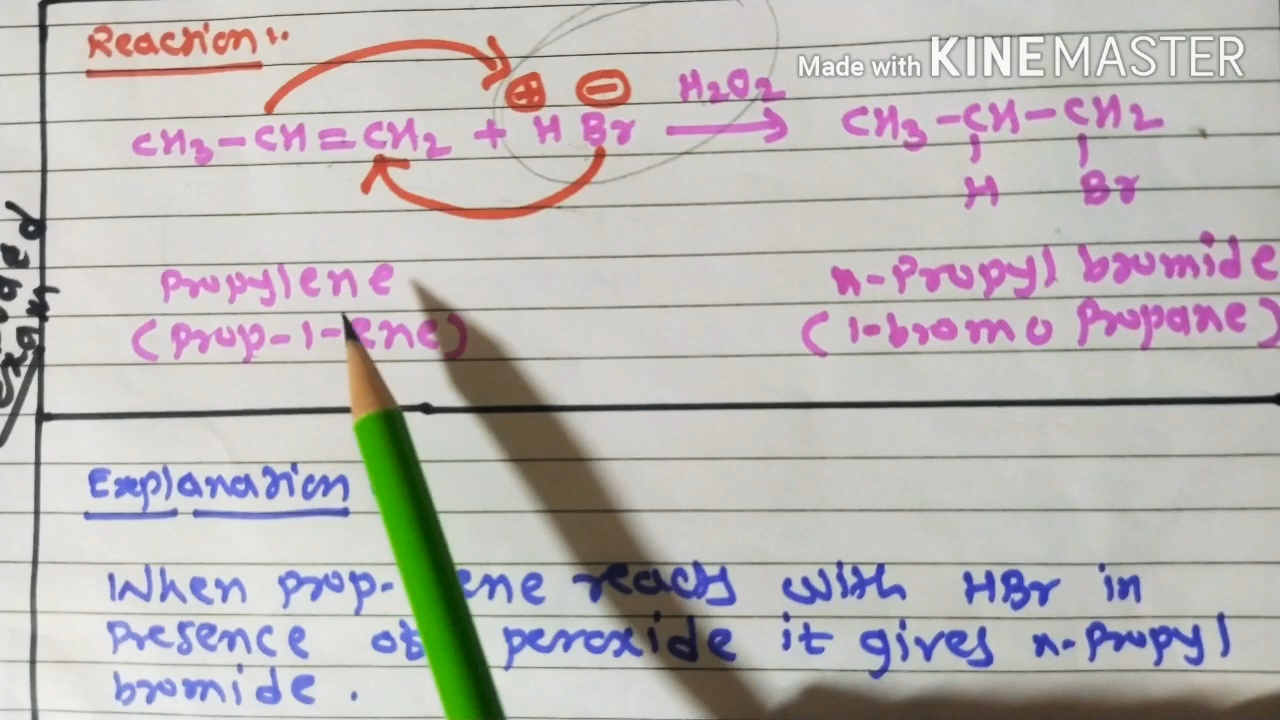 Reaction:
Made with KINEMASTER
CH3-CH=CH2 + H Br H2O2 → CH3-CH-CH2
⊕ ⊖
H Br
Propylene
(Prop-1-ene)
n-Propyl bromide
(1-bromo Propane)
Explanation
When prop- ene reacts with HBr in
Presence of peroxide it gives n-propyl
bromide.